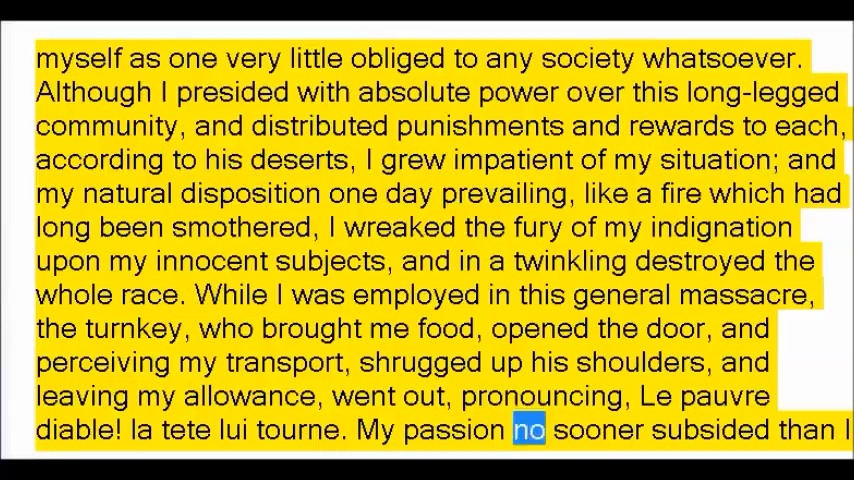 myself as one very little obliged to any society whatsoever.
Although I presided with absolute power over this long-legged
community, and distributed punishments and rewards to each,
according to his deserts, I grew impatient of my situation; and
my natural disposition one day prevailing, like a fire which had
long been smothered, I wreaked the fury of my indignation
upon my innocent subjects, and in a twinkling destroyed the
whole race. While I was employed in this general massacre,
the turnkey, who brought me food, opened the door, and
perceiving my transport, shrugged up his shoulders, and
leaving my allowance, went out, pronouncing, Le pauvre
diable! la tete lui tourne. My passion no sooner subsided than I